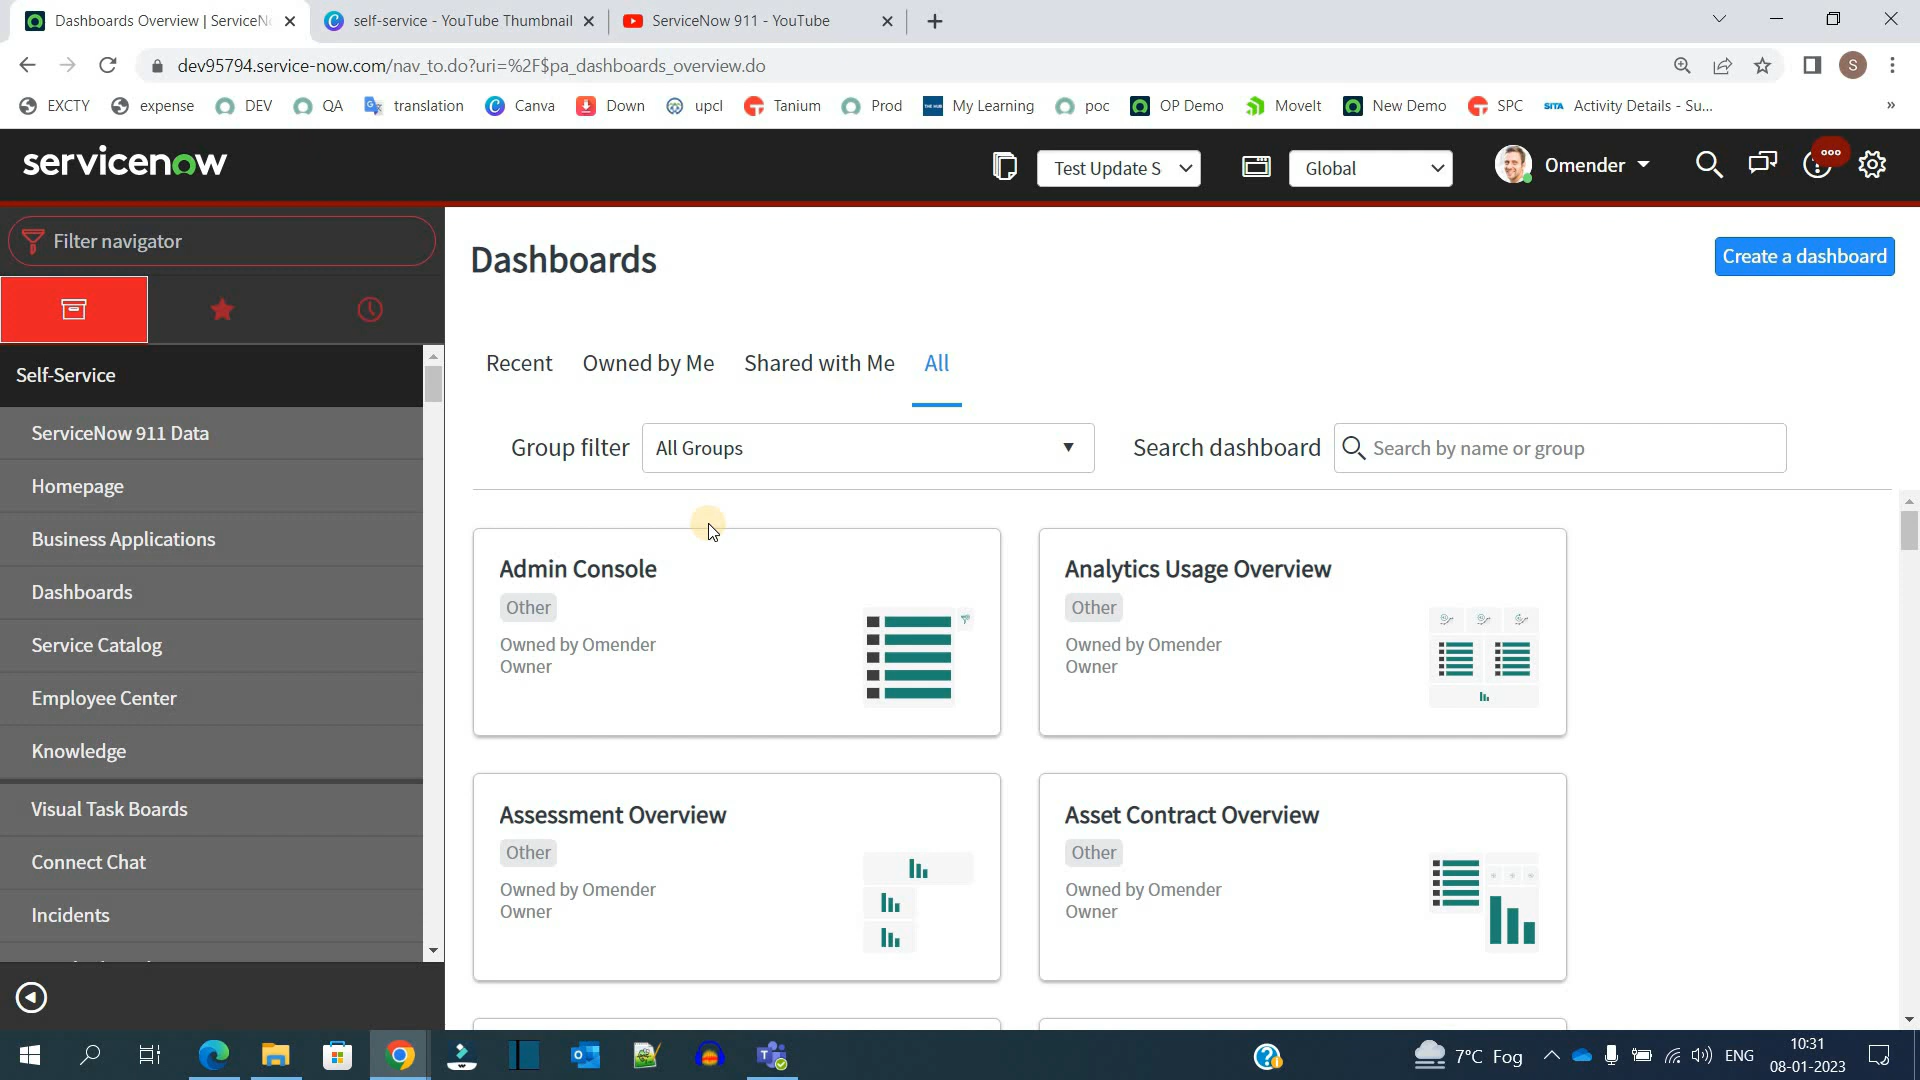 Dashboards Overview | ServiceN
self-service - YouTube Thumbnail
ServiceNow 911 - YouTube
dev95794.service-now.com/nav_to.do?uri=%2F$pa_dashboards_overview.do
S
EXCTY
expense
DEV
QA
translation
Canva
Down
upcl
Tanium
Prod
My Learning
poc
OP Demo
MoveIt
New Demo
SPC
SITA
Activity Details - Su...
»
servicenow
Test Update S
Global
Omender
Filter navigator
Self-Service
ServiceNow 911 Data
Homepage
Business Applications
Dashboards
Service Catalog
Employee Center
Knowledge
Visual Task Boards
Connect Chat
Incidents
Dashboards
Create a dashboard
Recent
Owned by Me
Shared with Me
All
Group filter
All Groups
Search dashboard
Search by name or group
Admin Console
Other
Owned by Omender
Owner
Analytics Usage Overview
Other
Owned by Omender
Owner
Assessment Overview
Other
Owned by Omender
Owner
Asset Contract Overview
Other
Owned by Omender
Owner
7°C Fog
ENG
10:31
08-01-2023